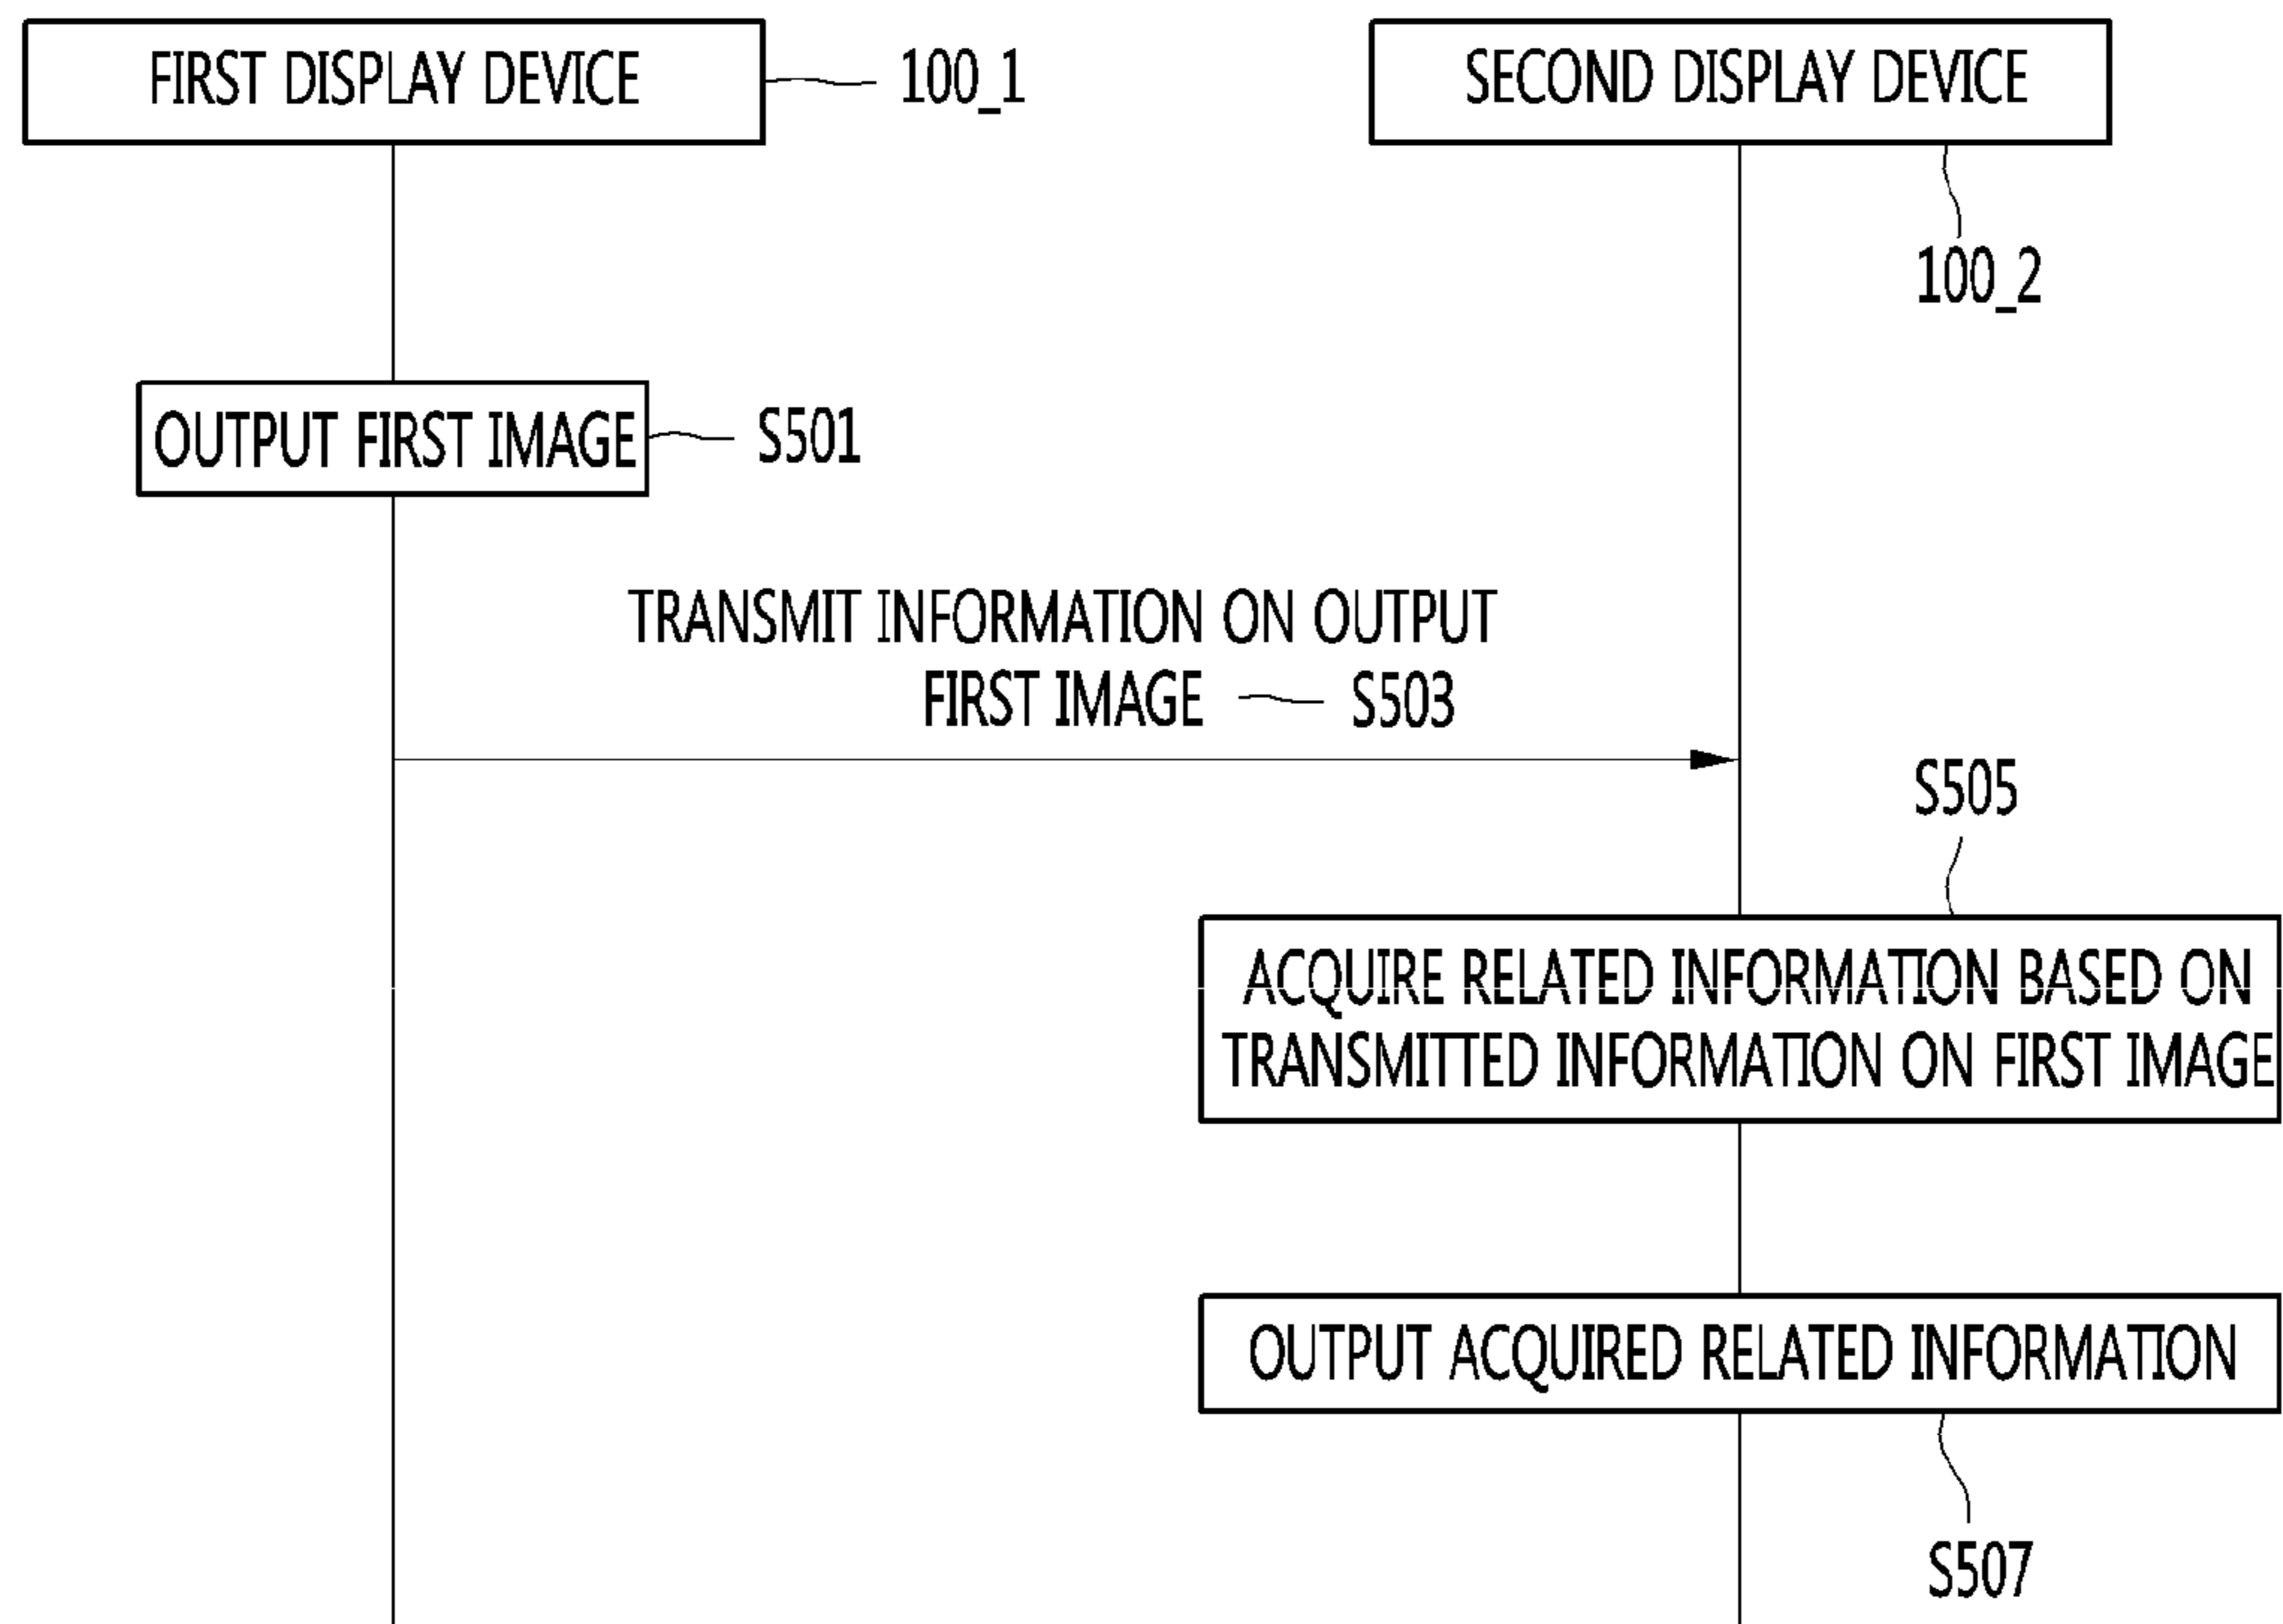 FIRST DISPLAY DEVICE
100_1
SECOND DISPLAY DEVICE
100_2
OUTPUT FIRST IMAGE
S501
TRANSMIT INFORMATION ON OUTPUT
FIRST IMAGE
S503
S505
ACQUIRE RELATED INFORMATION BASED ON
TRANSMITTED INFORMATION ON FIRST IMAGE
OUTPUT ACQUIRED RELATED INFORMATION
S507